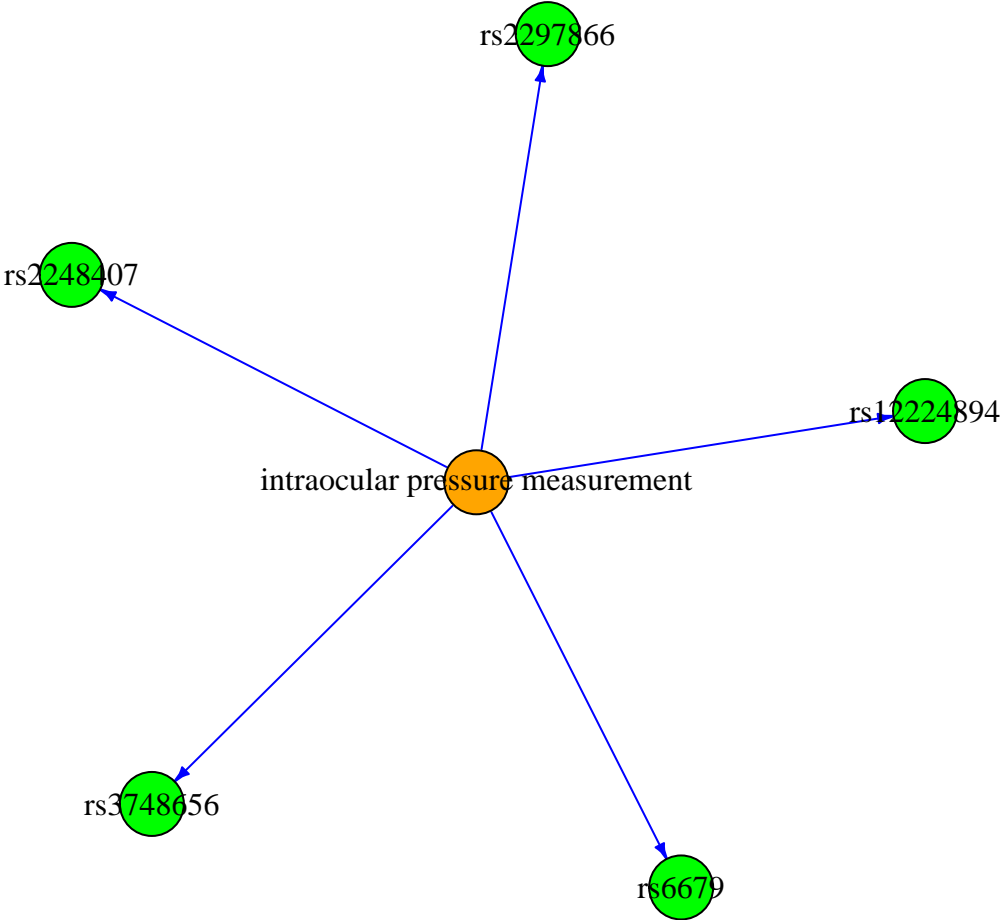 rs2297866
rs2248407
rs12224894
intraocular pressure measurement
rs3748656
rs6679